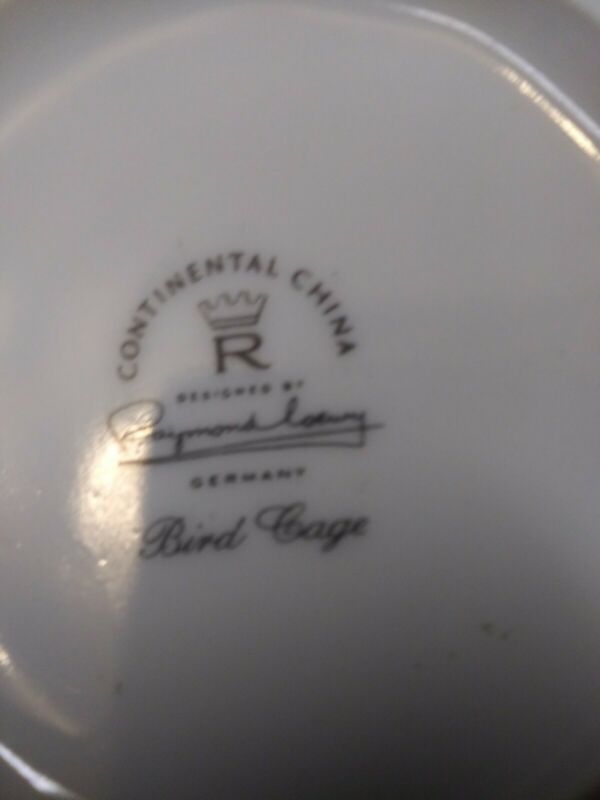 CONTINENTAL CHINA
R
DESIGNED BY
Raymond Loewy
GERMANY
Bird Cage